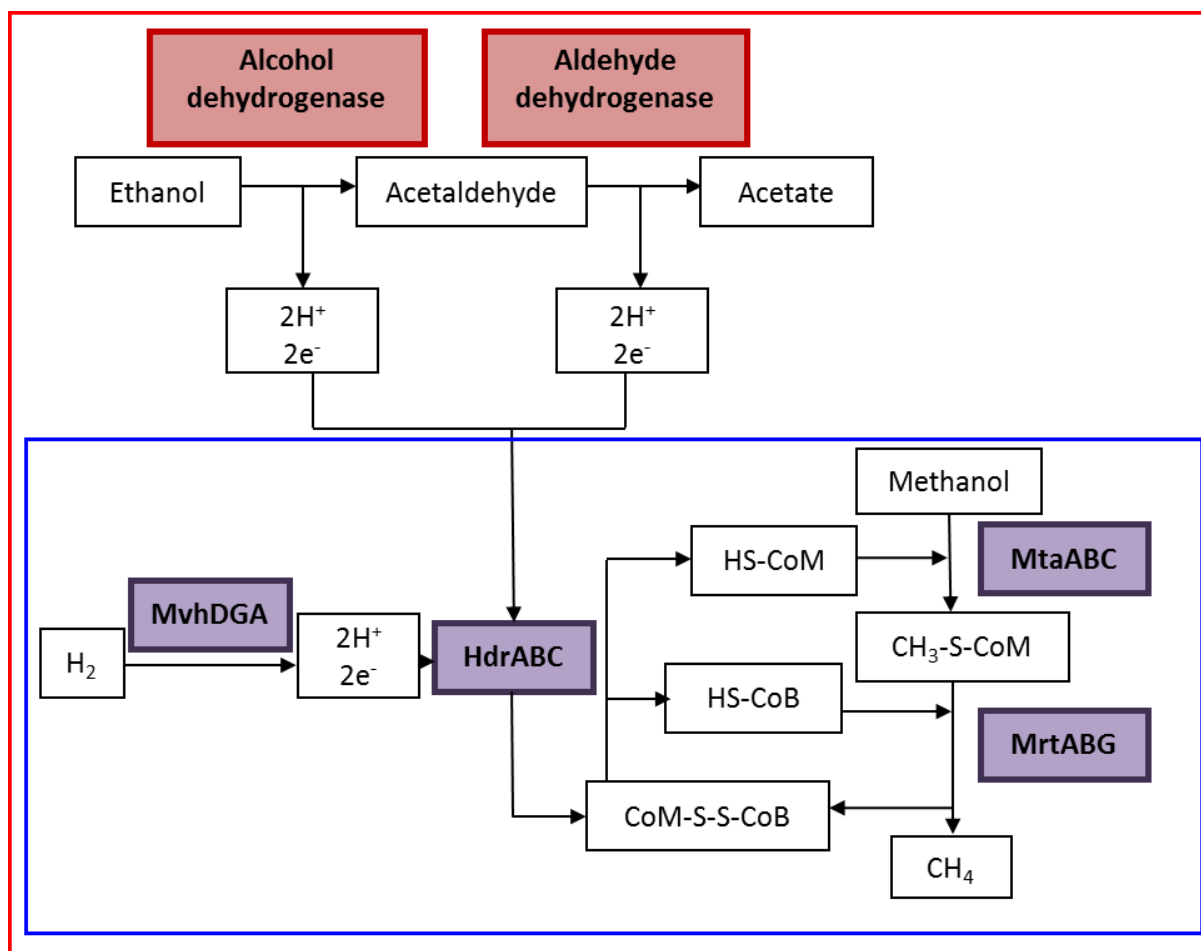 Alcohol
dehydrogenase
Aldehyde
dehydrogenase
Ethanol
Acetaldehyde
Acetate
2H⁺
2e⁻
2H⁺
2e⁻
Methanol
HS-CoM
MtaABC
MvhDGA
H₂
2H⁺
2e⁻
HdrABC
CH₃-S-CoM
HS-CoB
MrtABG
CoM-S-S-CoB
CH₄